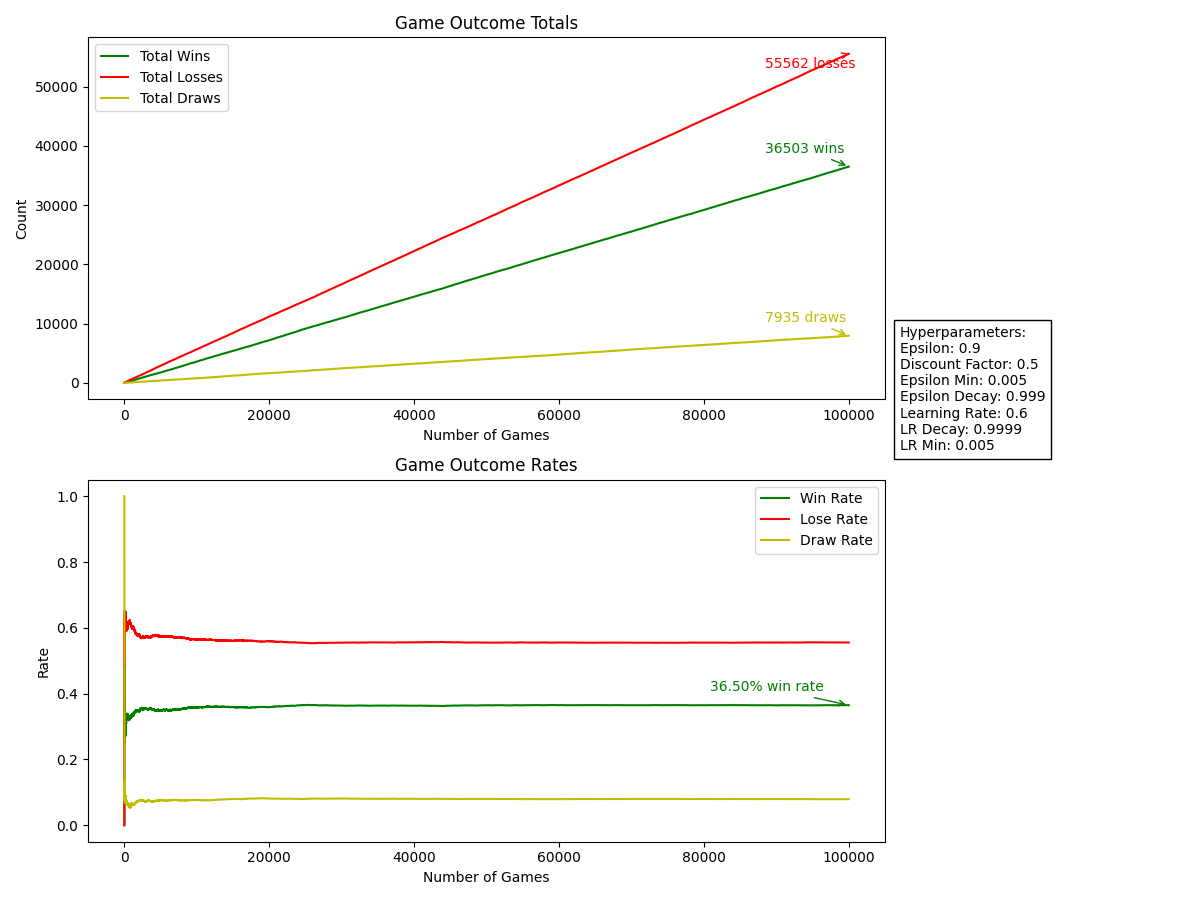 Game Outcome Totals
Total Wins
Total Losses
Total Draws
55562 losses
36503 wins
7935 draws
50000
40000
30000
20000
10000
0
Count
0 20000 40000 60000 80000 100000
Number of Games
Hyperparameters:
Epsilon: 0.9
Discount Factor: 0.5
Epsilon Min: 0.005
Epsilon Decay: 0.999
Learning Rate: 0.6
LR Decay: 0.9999
LR Min: 0.005
Game Outcome Rates
Win Rate
Lose Rate
Draw Rate
36.50% win rate
1.0
0.8
0.6
0.4
0.2
0.0
Rate
0 20000 40000 60000 80000 100000
Number of Games